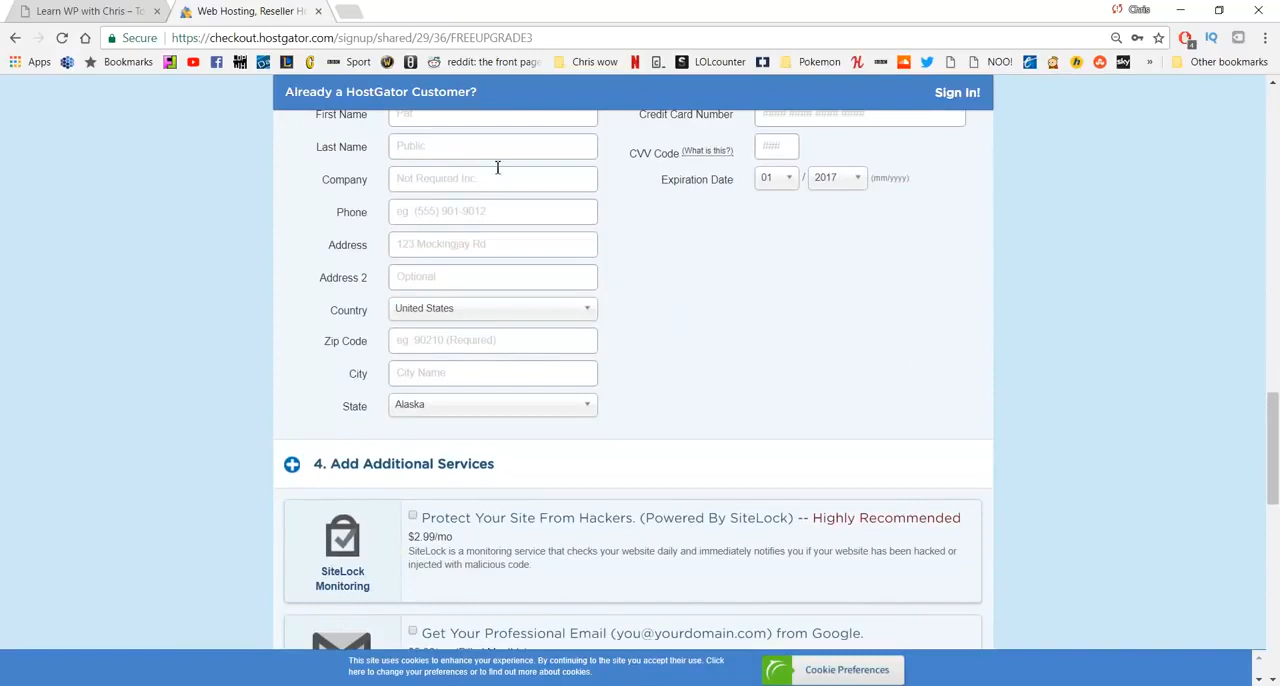 Learn WP with Chris – To
Web Hosting, Reseller H
Chris
Secure
https://checkout.hostgator.com/signup/shared/29/36/FREEUPGRADE3
Apps
Bookmarks
Sport
reddit: the front page
Chris wow
LOLcounter
Pokemon
NOO!
sky
»
Other bookmarks
Already a HostGator Customer?
Sign In!
First Name
Pat
Credit Card Number
#### #### #### ####
Last Name
Public
CVV Code (What is this?)
###
Company
Not Required Inc.
Expiration Date
01 / 2017 (mm/yyyy)
Phone
eg (555) 901-9012
Address
123 Mockingjay Rd
Address 2
Optional
Country
United States
Zip Code
eg 90210 (Required)
City
City Name
State
Alaska
4. Add Additional Services
Protect Your Site From Hackers. (Powered By SiteLock) -- Highly Recommended
$2.99/mo
SiteLock is a monitoring service that checks your website daily and immediately notifies you if your website has been hacked or
injected with malicious code.
SiteLock
Monitoring
Get Your Professional Email (you@yourdomain.com) from Google.
This site uses cookies to enhance your experience. By continuing to the site you accept their use. Click
here to change your preferences or to find out more about cookies.
Cookie Preferences